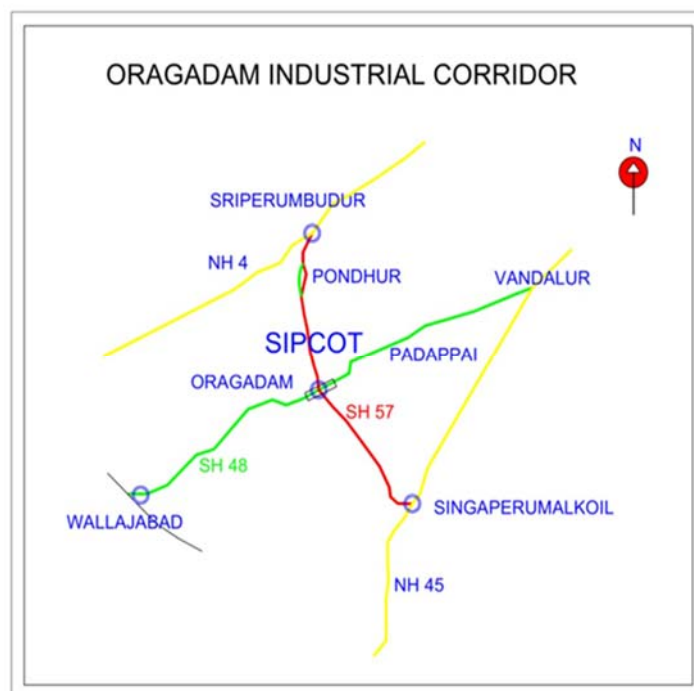 ORAGADAM INDUSTRIAL CORRIDOR
N
SRIPERUMBUDUR
NH 4
PONDHUR
VANDALUR
SIPCOT
PADAPPAI
ORAGADAM
SH 57
SH 48
WALLAJABAD
SINGAPERUMALKOIL
NH 45